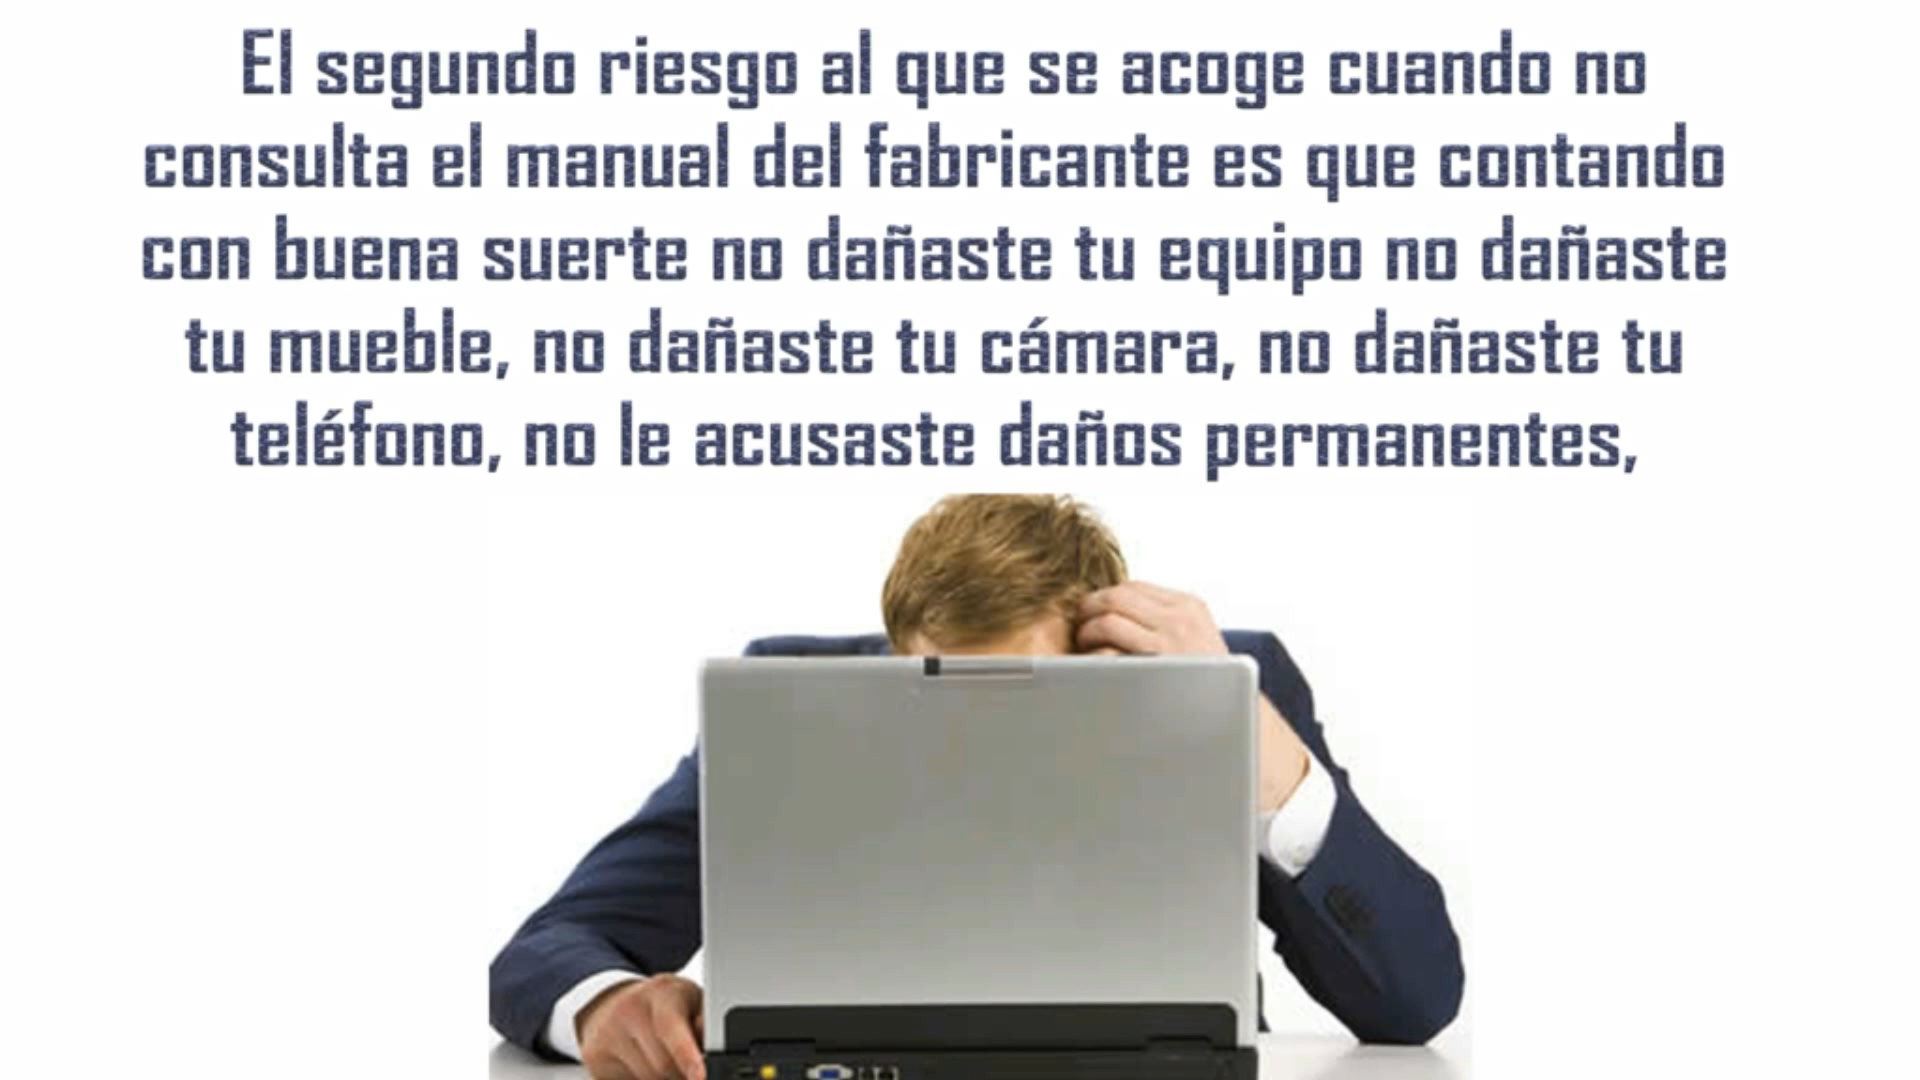 El segundo riesgo al que se acoge cuando no
consulta el manual del fabricante es que contando
con buena suerte no dañaste tu equipo no dañaste
tu mueble, no dañaste tu cámara, no dañaste tu
teléfono, no le acusaste daños permanentes,